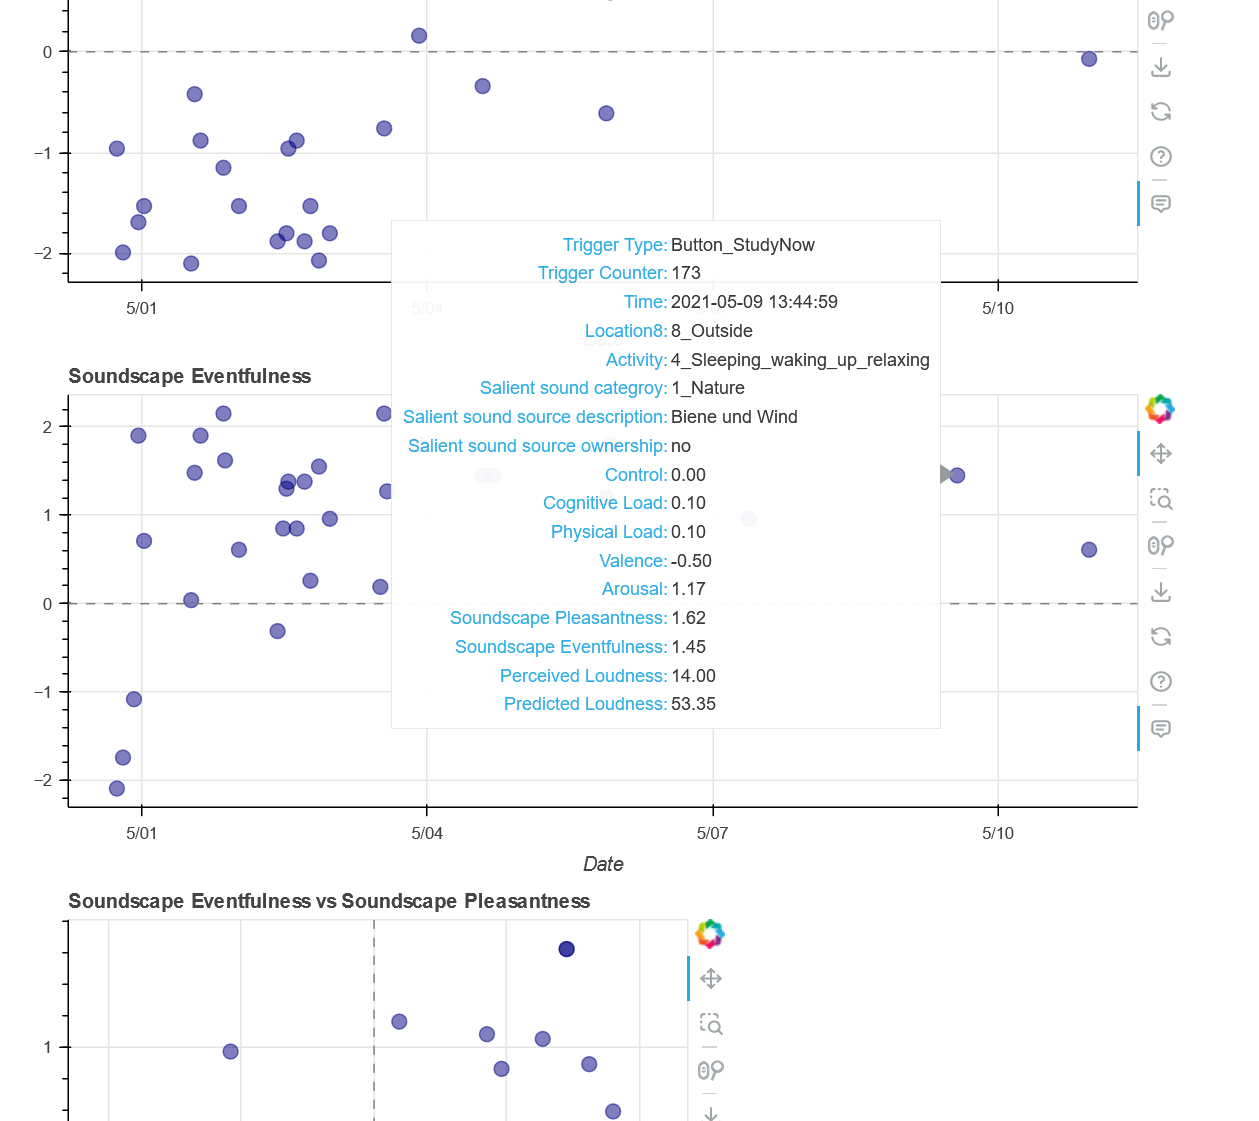 0
−1
−2
5/01
5/04
5/10
Trigger Type: Button_StudyNow
Trigger Counter: 173
Time: 2021-05-09 13:44:59
Location8: 8_Outside
Activity: 4_Sleeping_waking_up_relaxing
Salient sound categroy: 1_Nature
Salient sound source description: Biene und Wind
Salient sound source ownership: no
Control: 0.00
Cognitive Load: 0.10
Physical Load: 0.10
Valence: -0.50
Arousal: 1.17
Soundscape Pleasantness: 1.62
Soundscape Eventfulness: 1.45
Perceived Loudness: 14.00
Predicted Loudness: 53.35
Soundscape Eventfulness
2
1
0
−1
−2
5/01
5/04
5/07
5/10
Date
Soundscape Eventfulness vs Soundscape Pleasantness
1